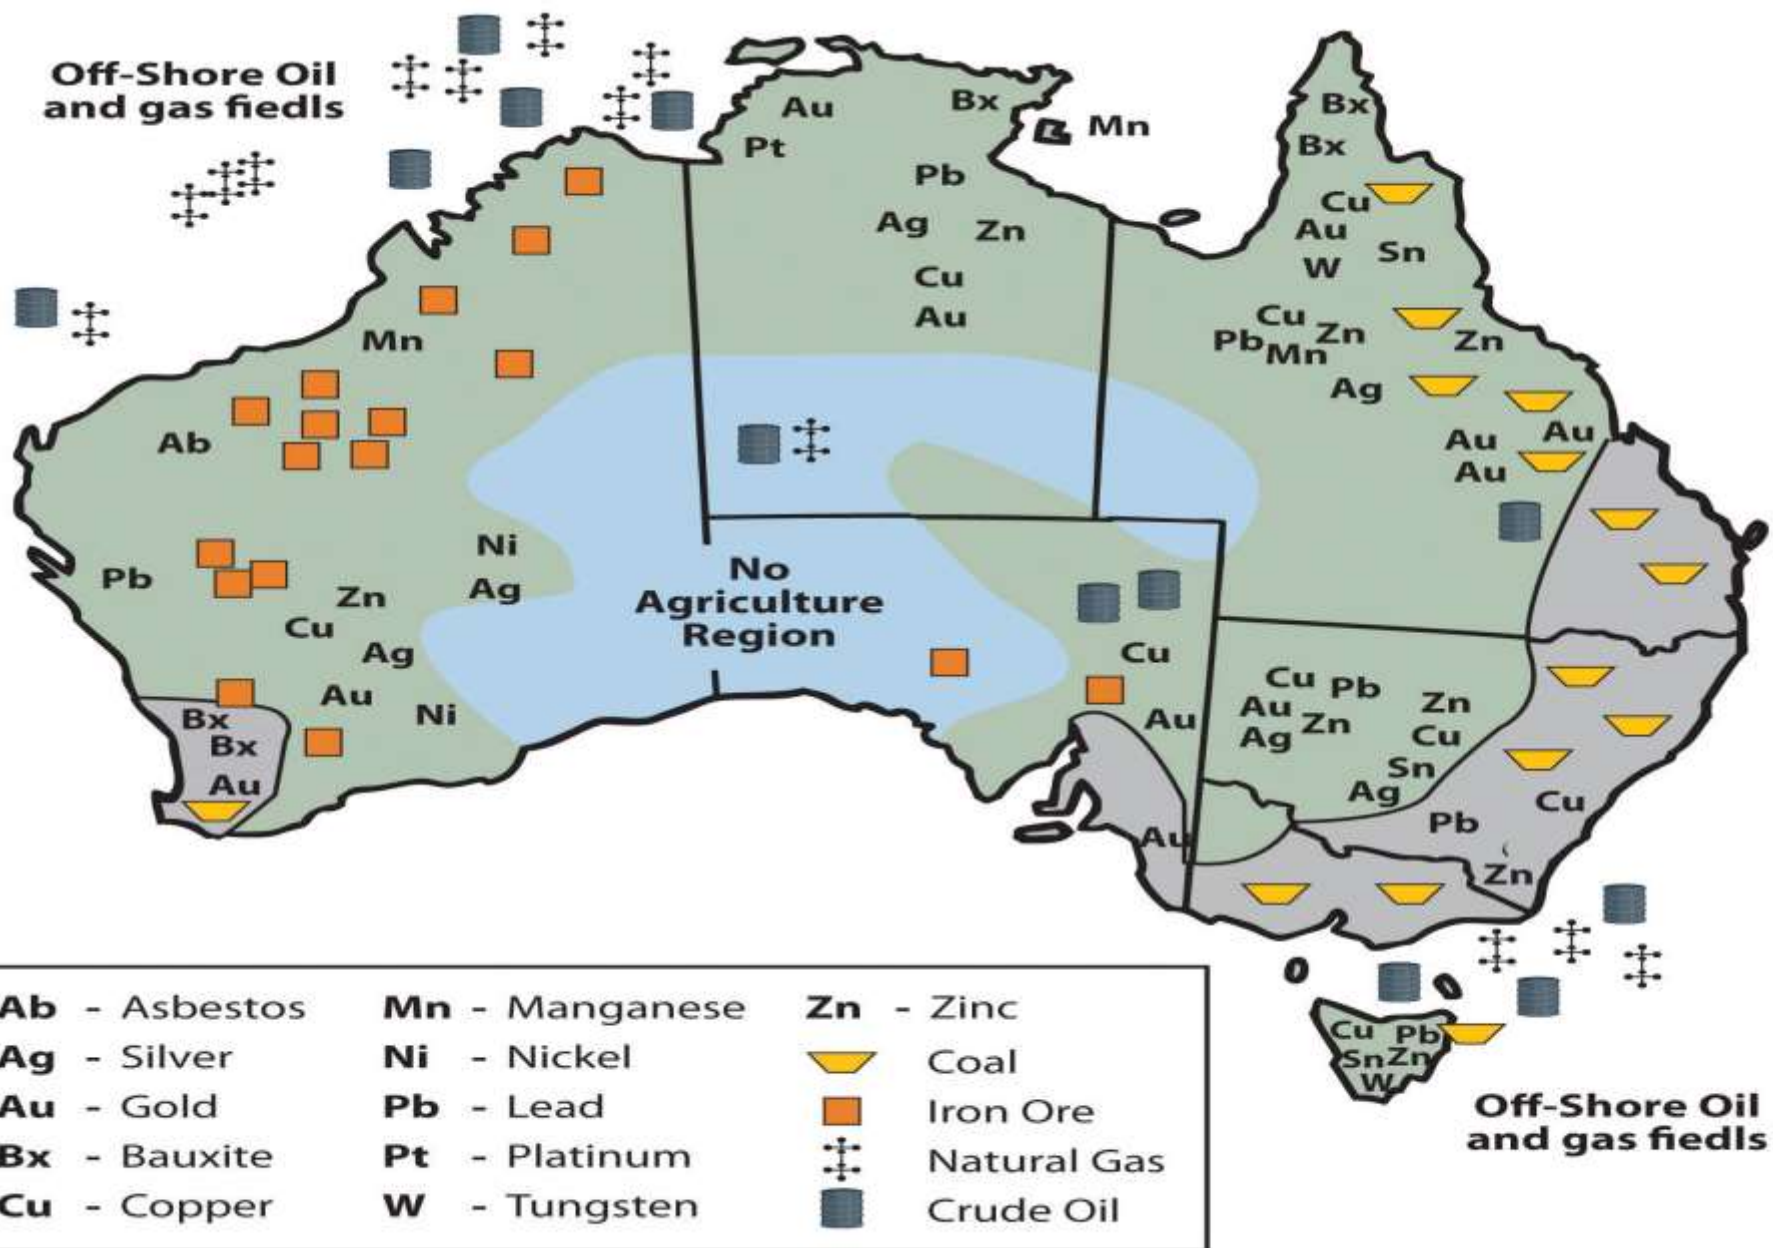 Off-Shore Oil
and gas fiedls
Au
Bx
Mn
Pt
Pb
Ag
Zn
Cu
Au
Bx
Bx
Cu
Au
Sn
W
Cu
Zn
Pb
Mn
Zn
Ag
Au
Au
Au
Mn
Ab
Ni
Pb
Ag
Zn
Cu
Ag
Au
Ni
Bx
Bx
Au
No
Agriculture
Region
Cu
Au
Au
Cu Pb
Zn
Au
Zn
Ag
Cu
Sn
Ag
Cu
Pb
Zn
Cu Pb
Sn Zn
W
Off-Shore Oil
and gas fiedls
Ab - Asbestos
Ag - Silver
Au - Gold
Bx - Bauxite
Cu - Copper
Mn - Manganese
Ni - Nickel
Pb - Lead
Pt - Platinum
W - Tungsten
Zn - Zinc
Coal
Iron Ore
Natural Gas
Crude Oil